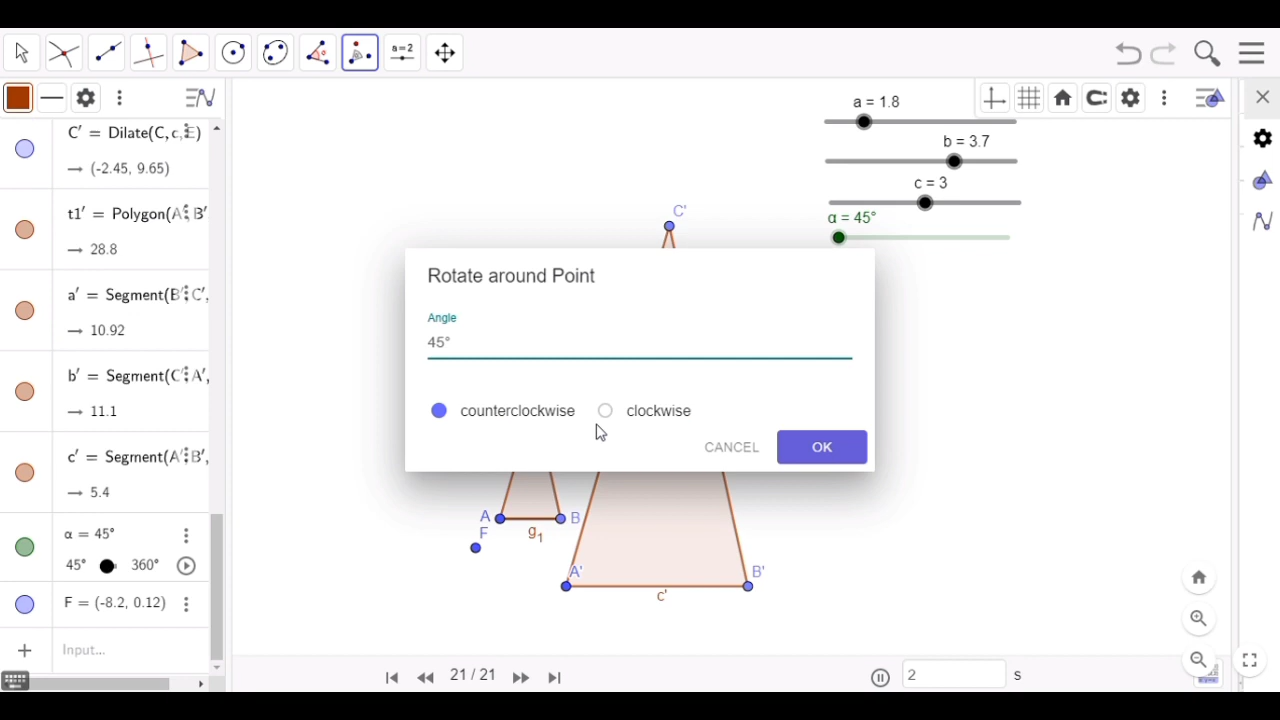 a=2
C′ = Dilate(C, c, E)
→ (-2.45, 9.65)
t1′ = Polygon(A′, B′
→ 28.8
a′ = Segment(B′, C′,
→ 10.92
b′ = Segment(C′, A′,
→ 11.1
c′ = Segment(A′, B′,
→ 5.4
α = 45°
45° 360°
F = (-8.2, 0.12)
Input...
a = 1.8
b = 3.7
c = 3
α = 45°
C'
Rotate around Point
Angle
45°
counterclockwise clockwise
CANCEL OK
A B
F g1
A' B'
c'
21 / 21
2 s